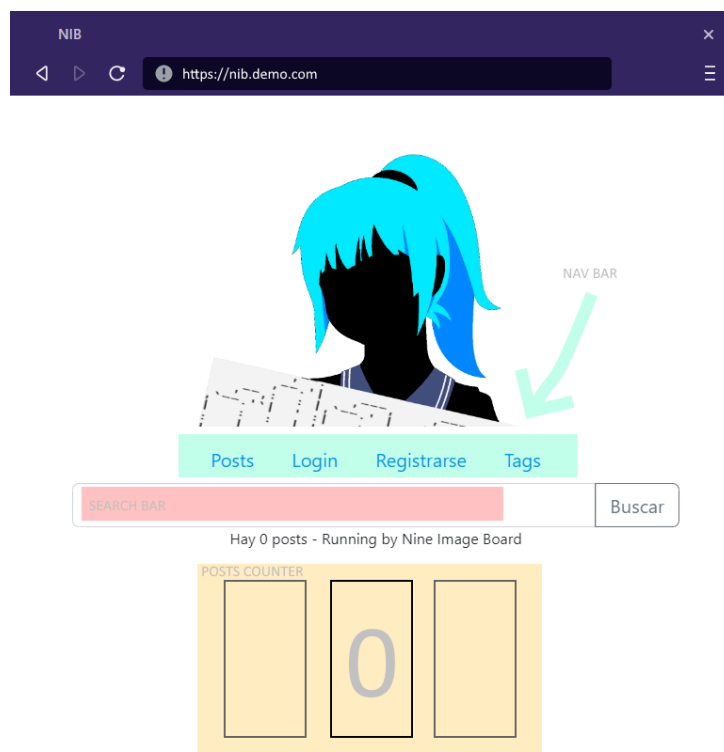 NIB
https://nib.demo.com
NAV BAR
Posts Login Registrarse Tags
SEARCH BAR Buscar
Hay 0 posts - Running by Nine Image Board
POSTS COUNTER
0